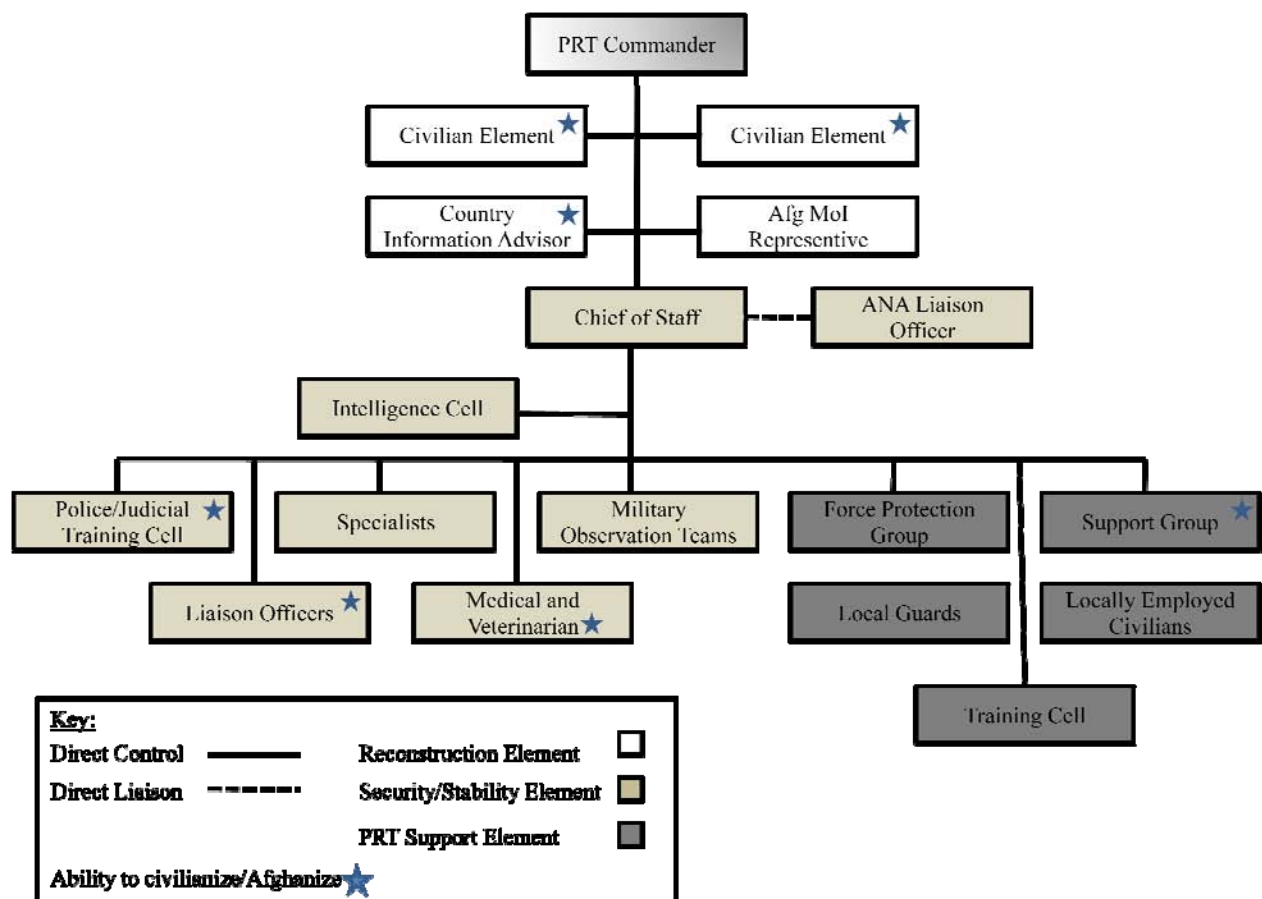 PRT Commander
Civilian Element
Civilian Element
Country
Information Advisor
Afg MoI
Representive
Chief of Staff
ANA Liaison
Officer
Intelligence Cell
Police/Judicial
Training Cell
Specialists
Military
Observation Teams
Force Protection
Group
Support Group
Liaison Officers
Medical and
Veterinarian
Local Guards
Locally Employed
Civilians
Training Cell
Key:
Direct Control
Reconstruction Element
Direct Liaison
Security/Stability Element
PRT Support Element
Ability to civilianize/Afghanize